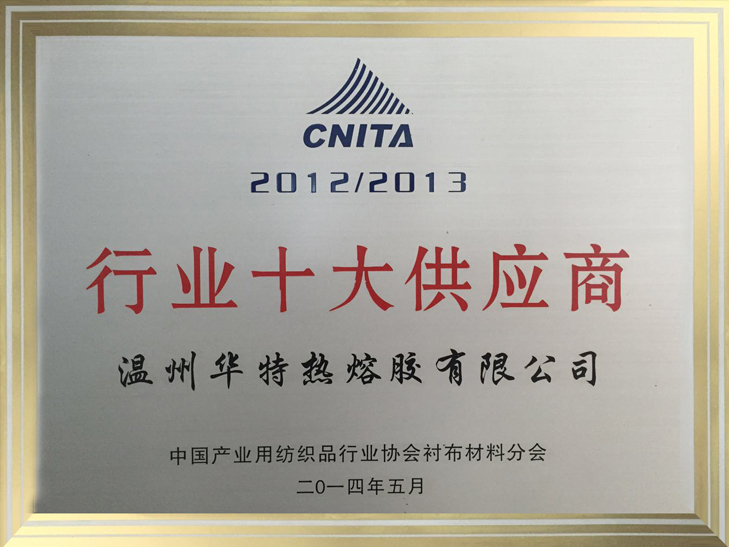 CNITA
2012/2013
行业十大供应商
温州华特热熔胶有限公司
中国产业用纺织品行业协会衬布材料分会
二0一四年五月